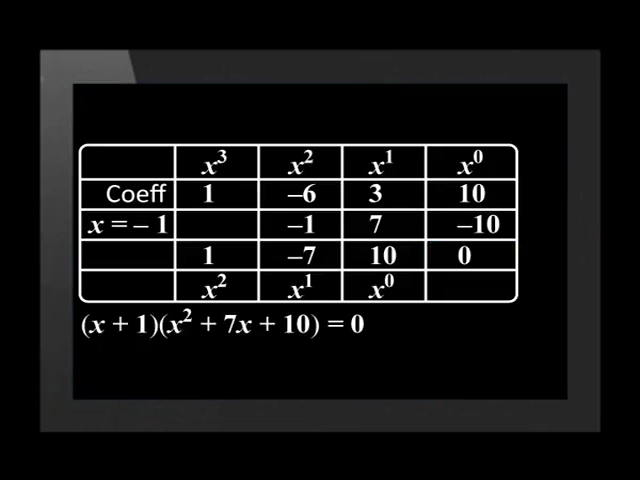 x³ x² x¹ x⁰
Coeff 1 –6 3 10
x = – 1 –1 7 –10
1 –7 10 0
x² x¹ x⁰
(x + 1)(x² + 7x + 10) = 0